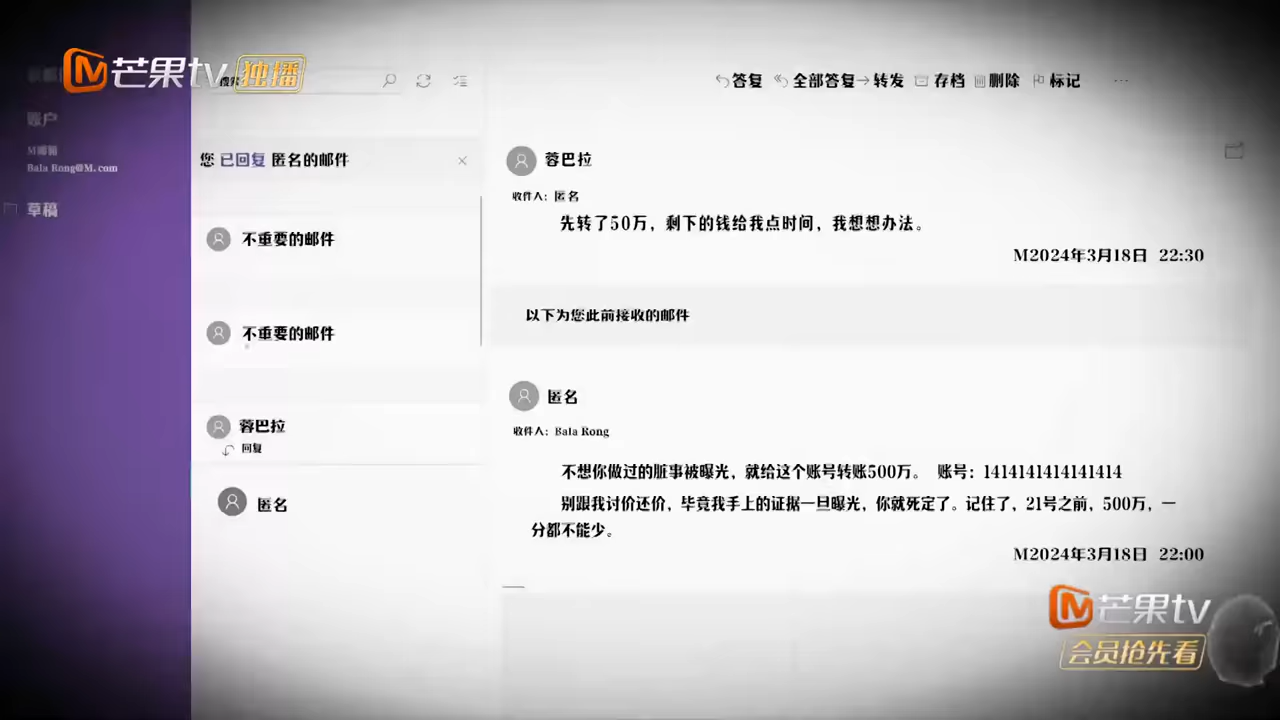 芒果tv 独播
答复 全部答复 转发 存档 删除 标记 ...
账户
M邮箱
Bala Rong@M.com
草稿
您 已回复 匿名的邮件
不重要的邮件
不重要的邮件
蓉巴拉
回复
匿名
蓉巴拉
收件人：匿名
先转了50万，剩下的钱给我点时间，我想想办法。
M2024年3月18日 22:30
以下为您此前接收的邮件
匿名
收件人：Bala Rong
不想你做过的脏事被曝光，就给这个账号转账500万。 账号：1414141414141414
别跟我讨价还价，毕竟我手上的证据一旦曝光，你就死定了。记住了，21号之前，500万，一
分都不能少。
M2024年3月18日 22:00
芒果tv
会员抢先看